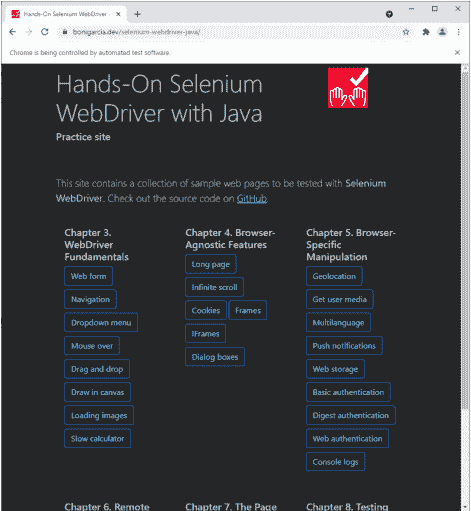 Hands-On Selenium WebDriver
bonigarcia.dev/selenium-webdriver-java/
Chrome is being controlled by automated test software.
Hands-On Selenium
WebDriver with Java
Practice site
This site contains a collection of sample web pages to be tested with Selenium
WebDriver. Check out the source code on GitHub.
Chapter 3.
WebDriver
Fundamentals
Web form
Navigation
Dropdown menu
Mouse over
Drag and drop
Draw in canvas
Loading images
Slow calculator
Chapter 4. Browser-
Agnostic Features
Long page
Infinite scroll
Cookies Frames
IFrames
Dialog boxes
Chapter 5. Browser-
Specific
Manipulation
Geolocation
Get user media
Multilanguage
Push notifications
Web storage
Basic authentication
Digest authentication
Web authentication
Console logs
Chapter 6. Remote
Chapter 7. The Page
Chapter 8. Testing